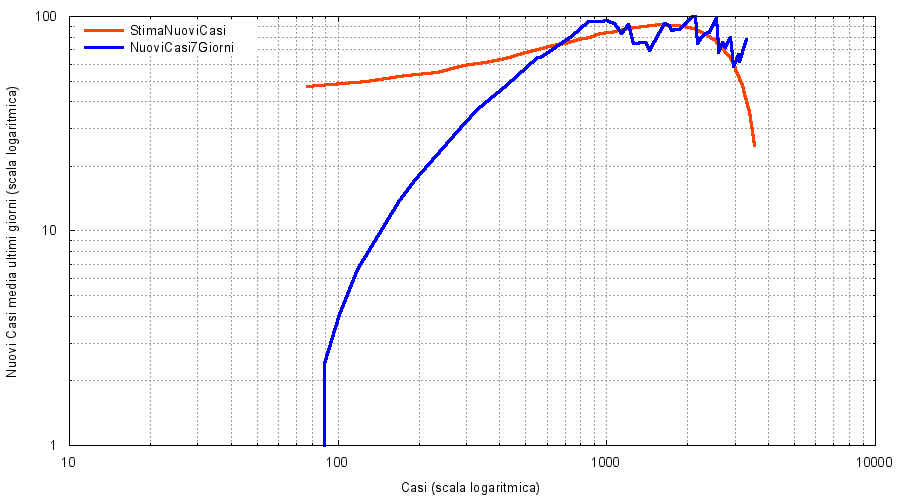 100
StimaNuoviCasi
NuoviCasi7Giorni
Nuovi Casi media ultimi giorni (scala logaritmica)
10
1
10
100
1000
10000
Casi (scala logaritmica)